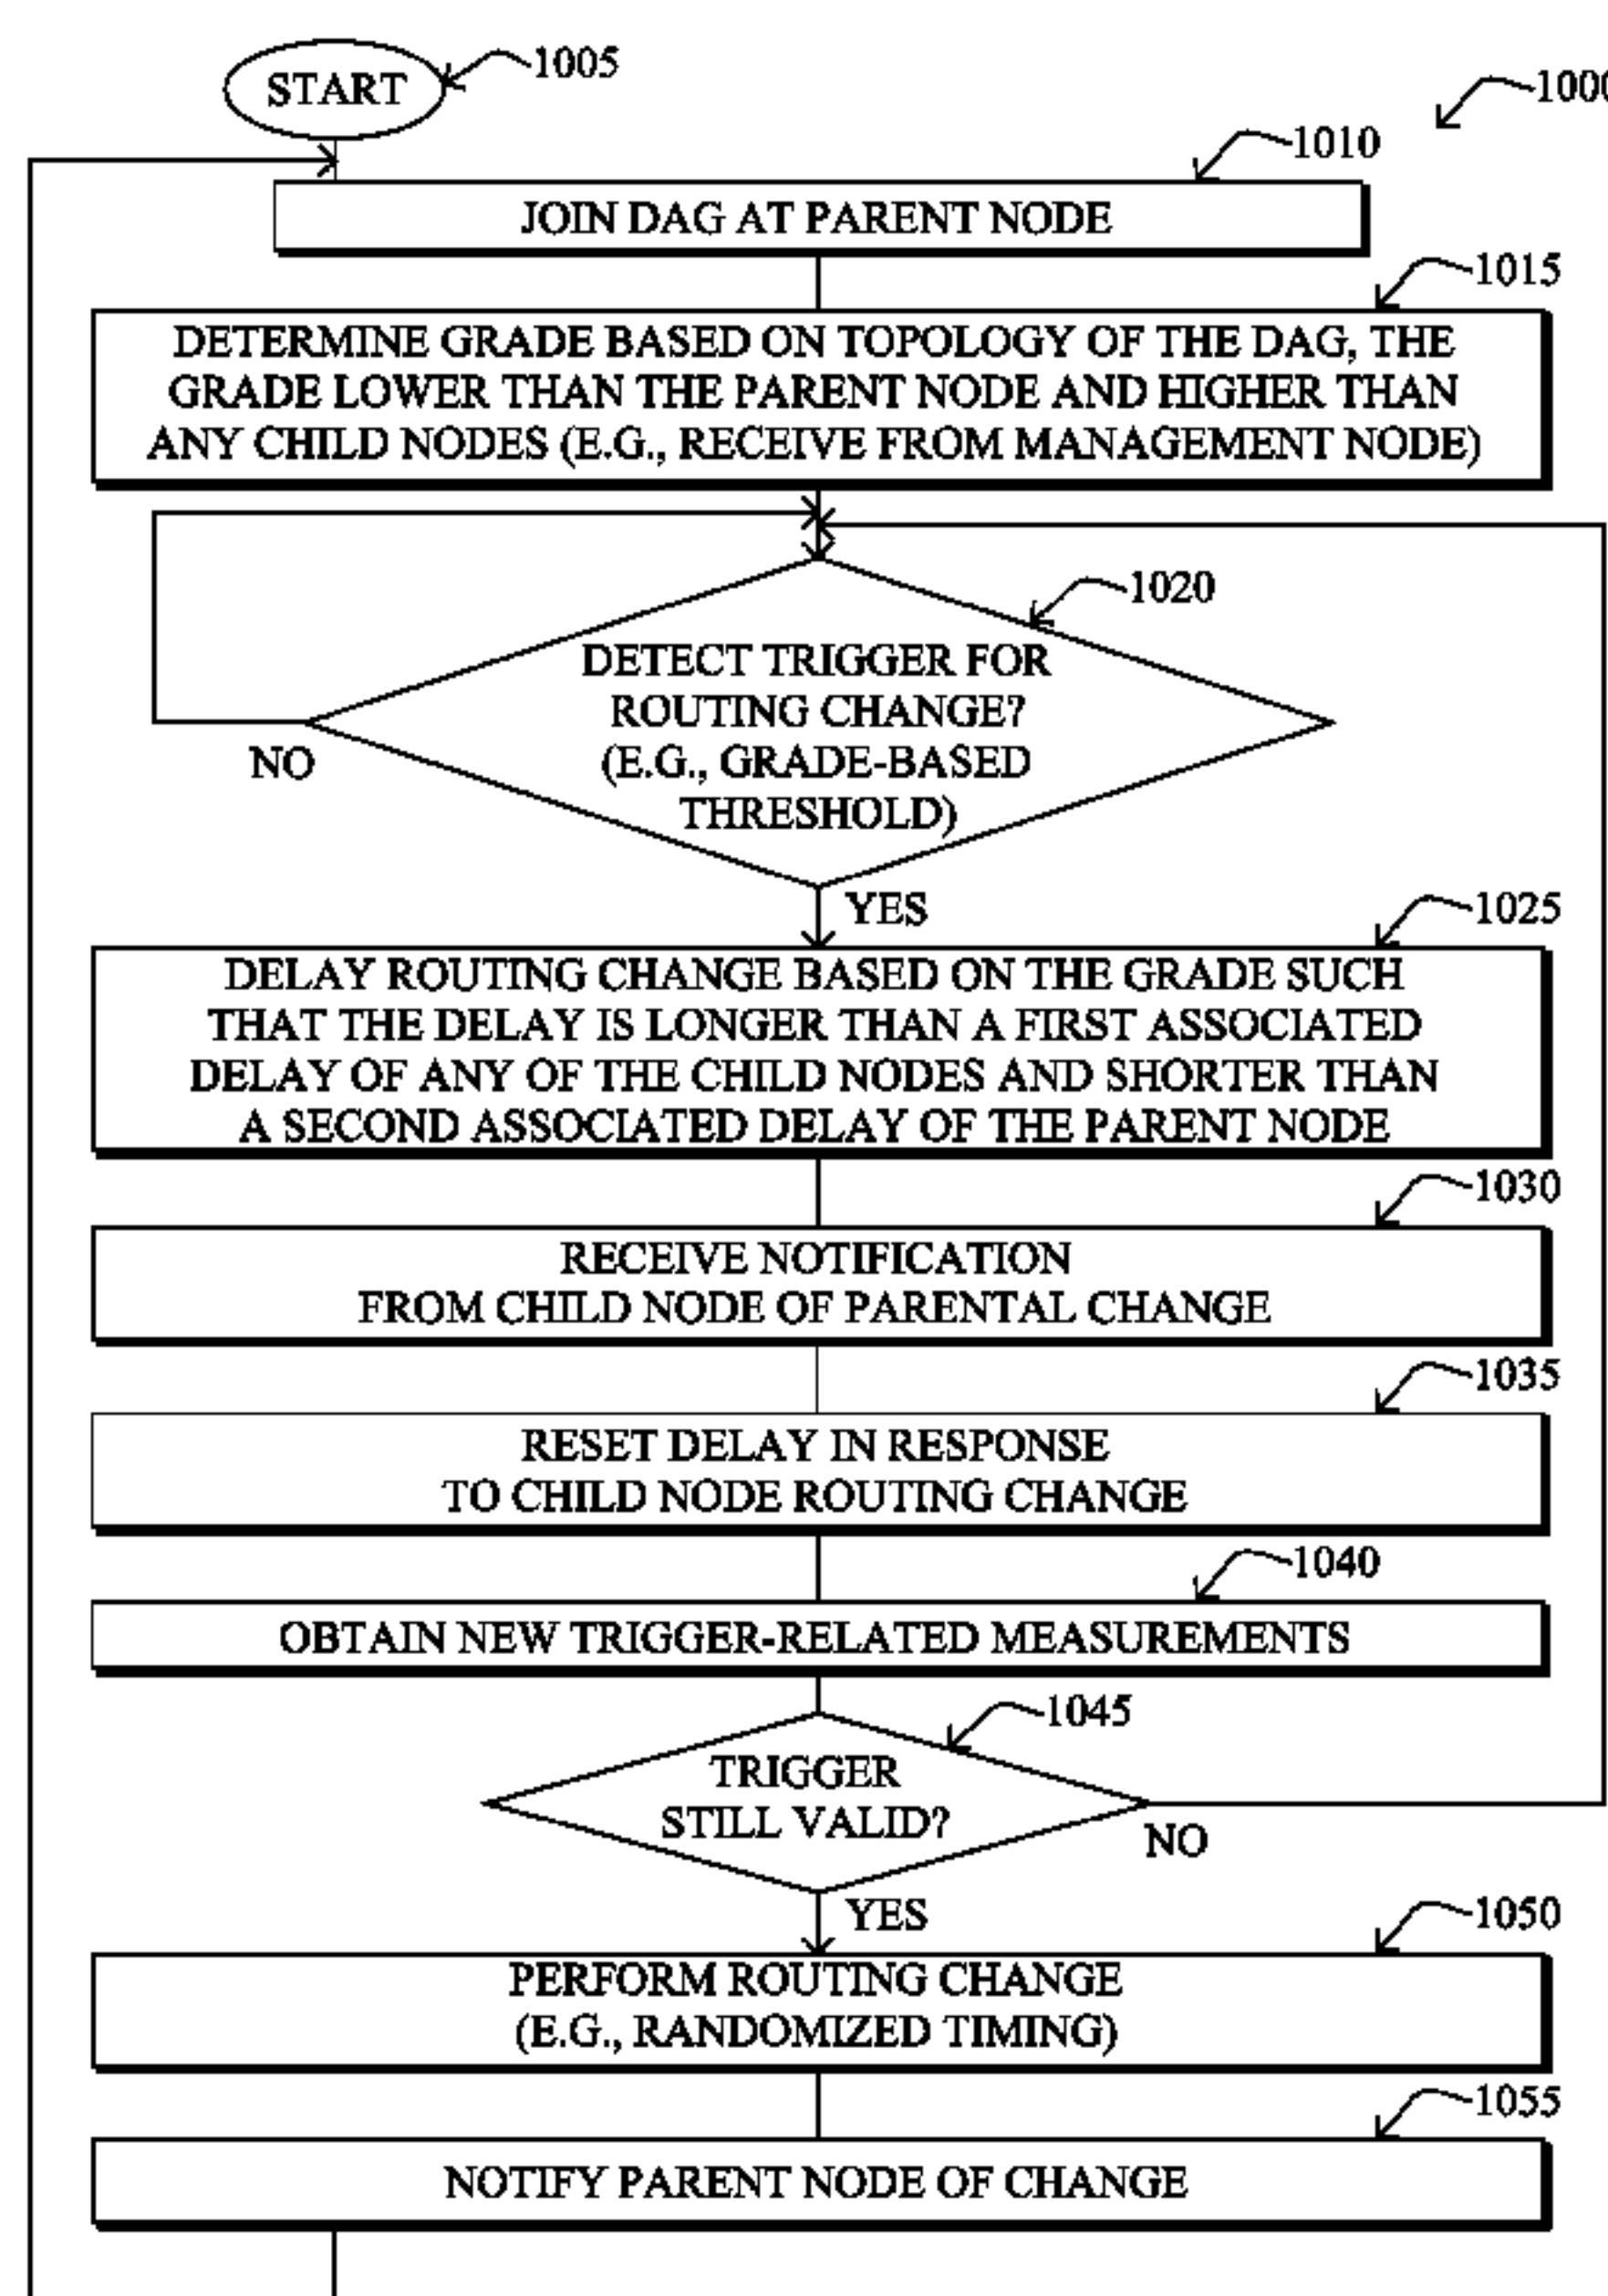 START
1005
1000
1010
JOIN DAG AT PARENT NODE
1015
DETERMINE GRADE BASED ON TOPOLOGY OF THE DAG, THE
GRADE LOWER THAN THE PARENT NODE AND HIGHER THAN
ANY CHILD NODES (E.G., RECEIVE FROM MANAGEMENT NODE)
1020
DETECT TRIGGER FOR
ROUTING CHANGE?
(E.G., GRADE-BASED
THRESHOLD)
NO
YES
1025
DELAY ROUTING CHANGE BASED ON THE GRADE SUCH
THAT THE DELAY IS LONGER THAN A FIRST ASSOCIATED
DELAY OF ANY OF THE CHILD NODES AND SHORTER THAN
A SECOND ASSOCIATED DELAY OF THE PARENT NODE
1030
RECEIVE NOTIFICATION
FROM CHILD NODE OF PARENTAL CHANGE
1035
RESET DELAY IN RESPONSE
TO CHILD NODE ROUTING CHANGE
1040
OBTAIN NEW TRIGGER-RELATED MEASUREMENTS
1045
TRIGGER
STILL VALID?
NO
YES
1050
PERFORM ROUTING CHANGE
(E.G., RANDOMIZED TIMING)
1055
NOTIFY PARENT NODE OF CHANGE